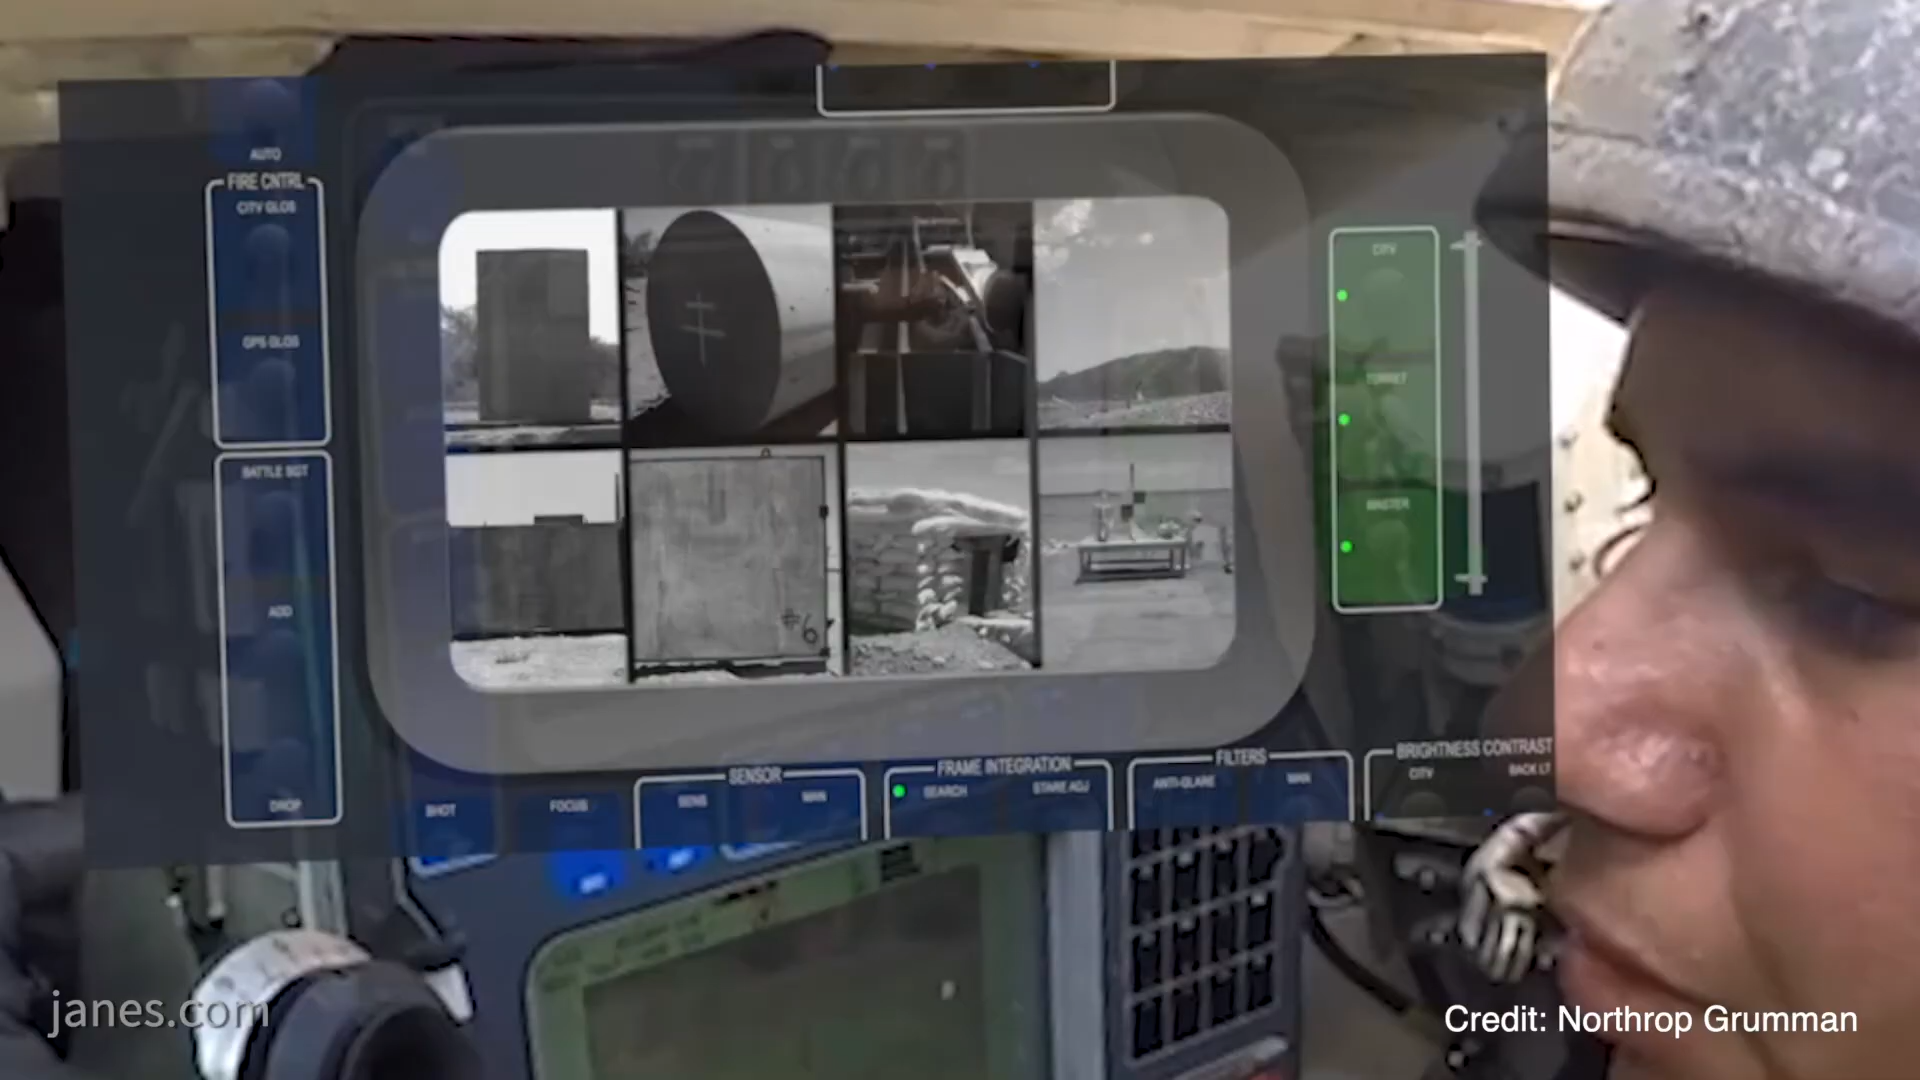 AUTO
FIRE CNTRL
CITV GLOS
GPS GLOS
BATTLE SGT
ADD
DROP
#6
CITV
TURRET
MASTER
SHOT
FOCUS
SENSOR
SENS
MAN
FRAME INTEGRATION
SEARCH
STARE ADJ
FILTERS
ANTI-GLARE
MAN
BRIGHTNESS CONTRAST
CITV
BACK LT
janes.com
Credit: Northrop Grumman